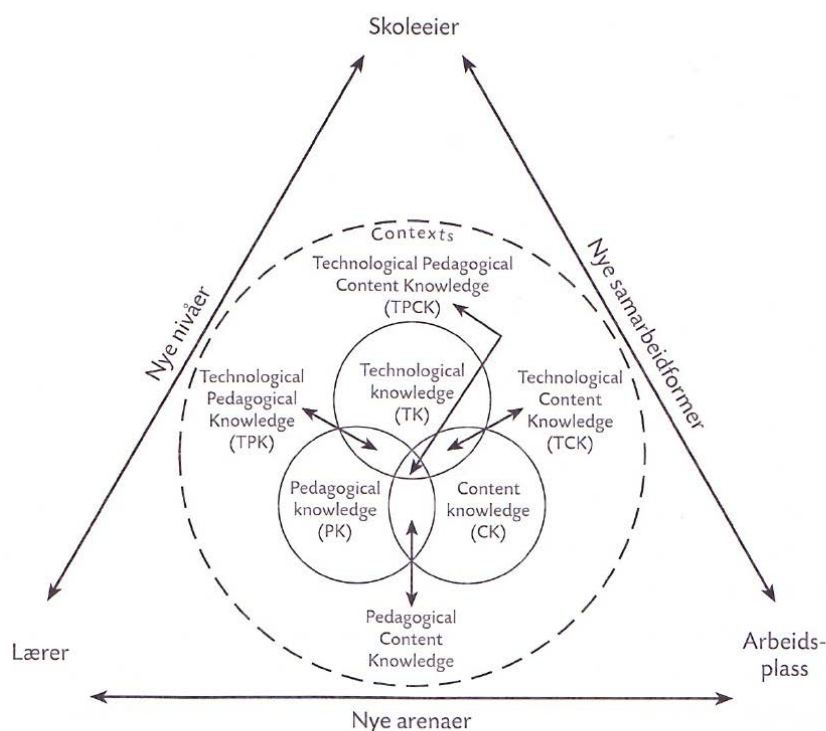 Skoleeier
Nye nivåer
Nye samarbeidformer
Contexts
Technological Pedagogical
Content Knowledge
(TPCK)
Technological
Pedagogical
Knowledge
(TPK)
Technological
knowledge
(TK)
Technological
Content
Knowledge
(TCK)
Pedagogical
knowledge
(PK)
Content
knowledge
(CK)
Pedagogical
Content
Knowledge
Lærer
Arbeids-
plass
Nye arenaer